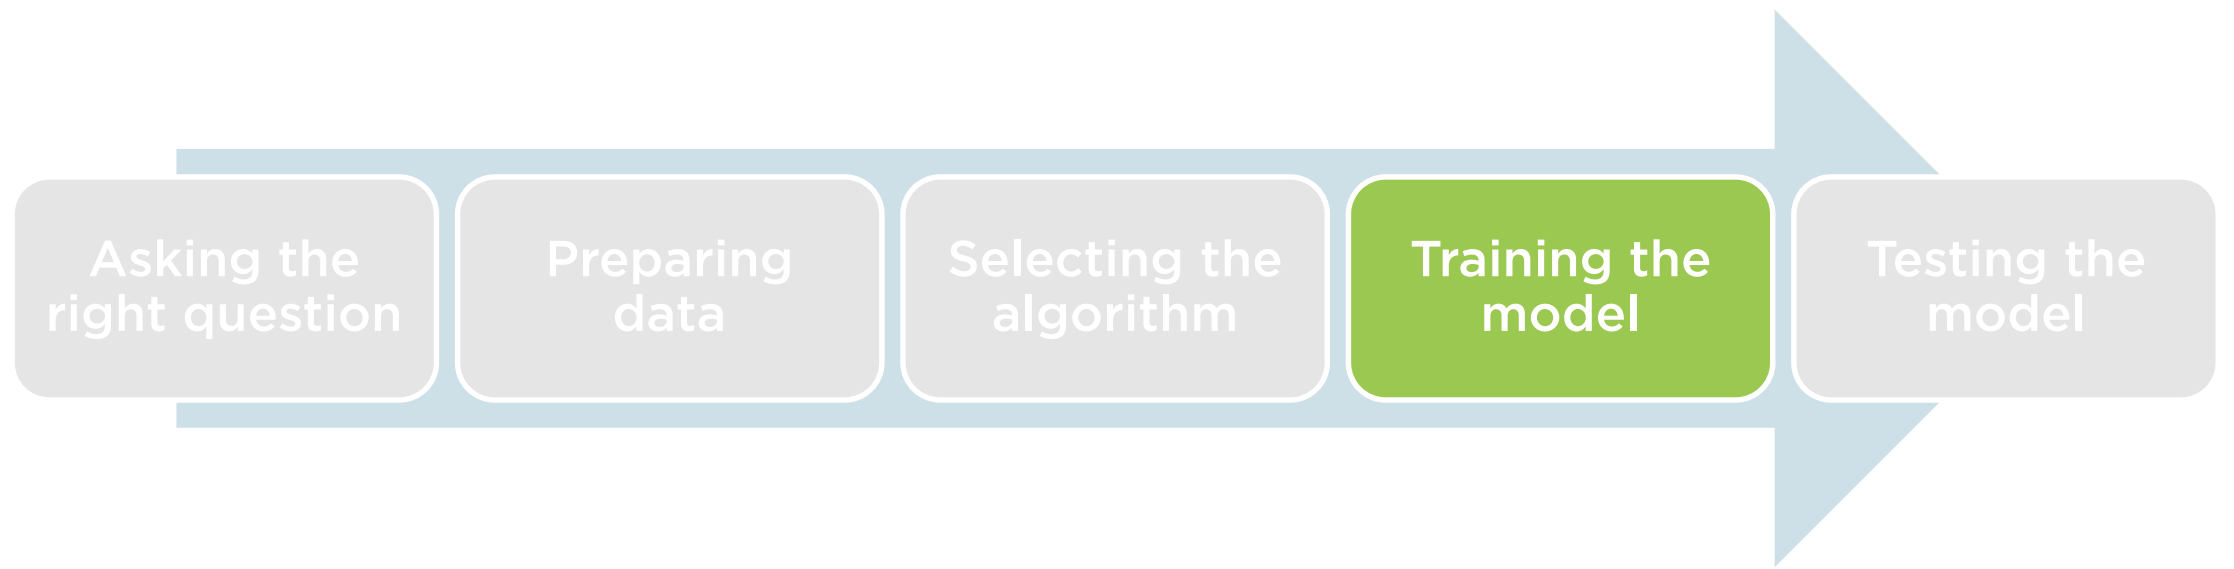 Asking the
right question
Preparing
data
Selecting the
algorithm
Training the
model
Testing the
model